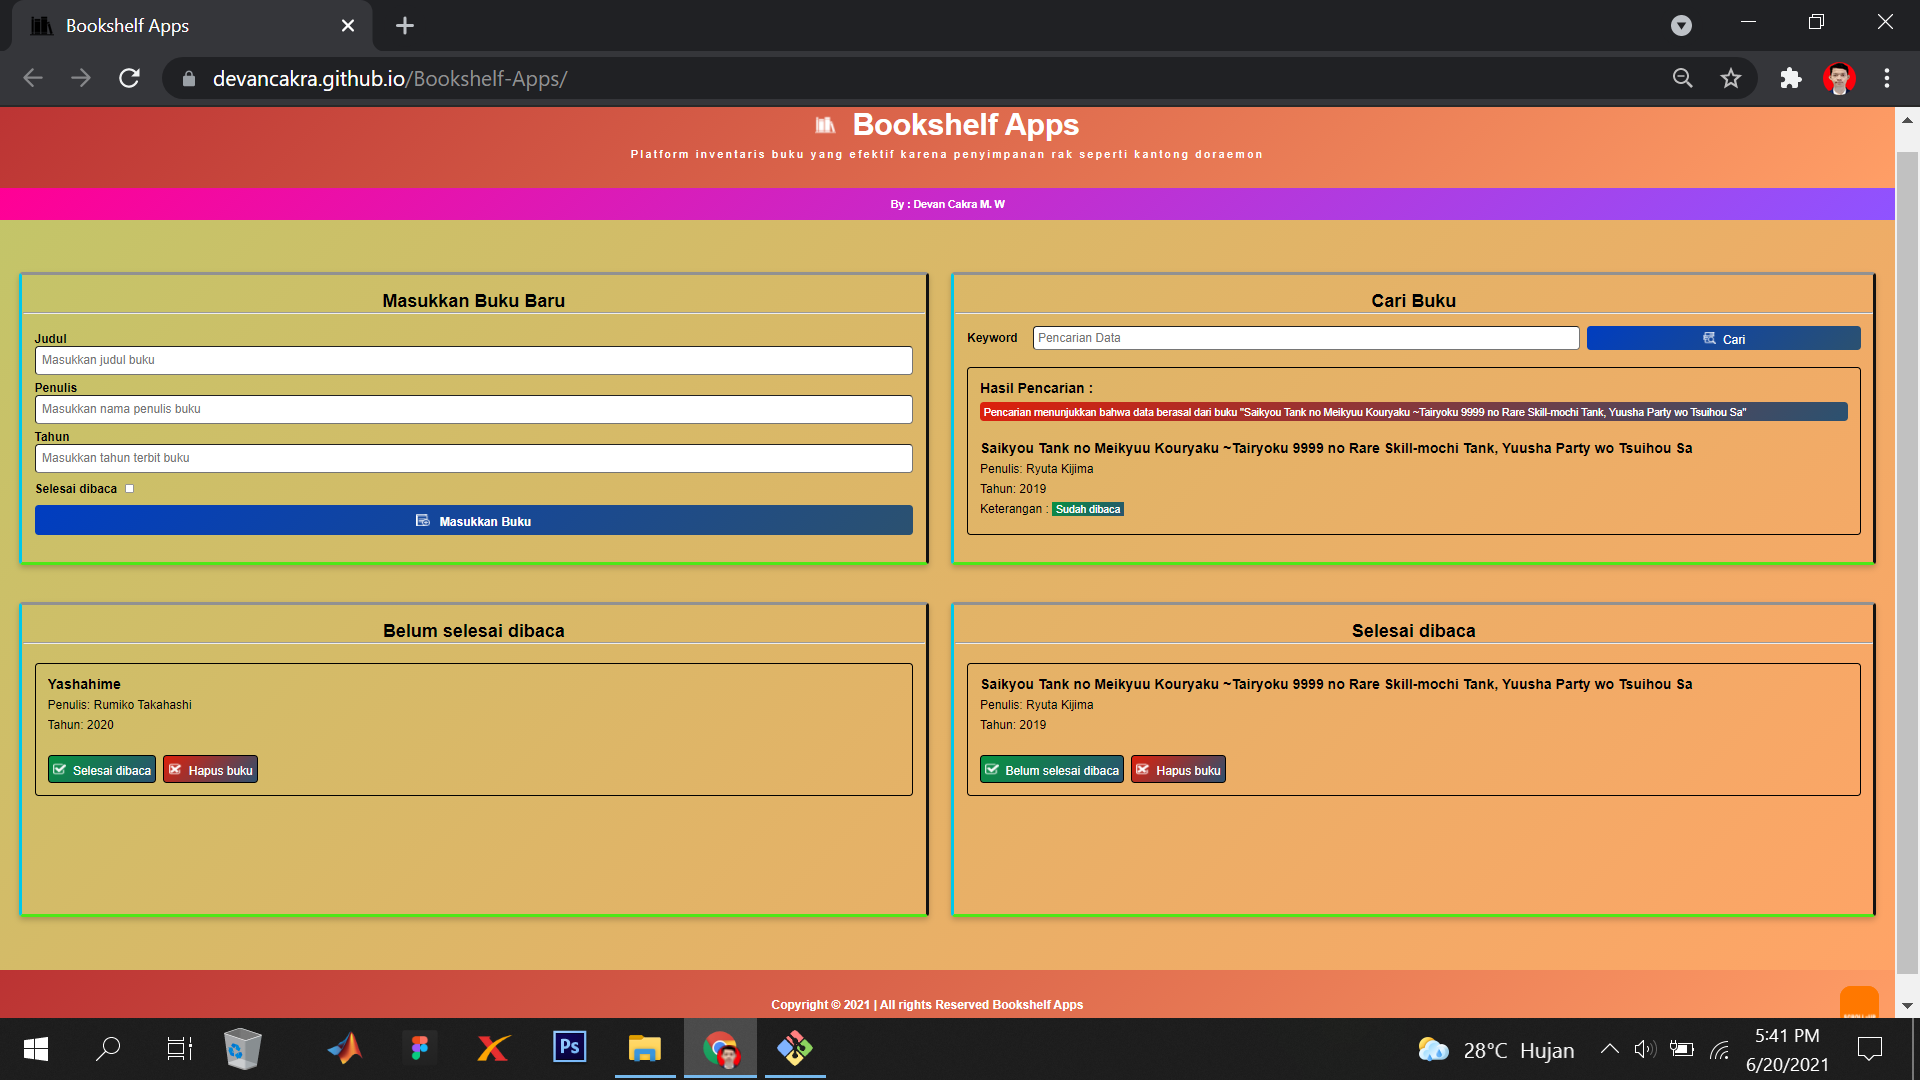 Bookshelf Apps
devancakra.github.io/Bookshelf-Apps/
Bookshelf Apps
Platform inventaris buku yang efektif karena penyimpanan rak seperti kantong doraemon
By : Devan Cakra M. W
Masukkan Buku Baru
Judul
Masukkan judul buku
Penulis
Masukkan nama penulis buku
Tahun
Masukkan tahun terbit buku
Selesai dibaca
Masukkan Buku
Cari Buku
Keyword Pencarian Data Cari
Hasil Pencarian :
Pencarian menunjukkan bahwa data berasal dari buku "Saikyou Tank no Meikyuu Kouryaku ~Tairyoku 9999 no Rare Skill-mochi Tank, Yuusha Party wo Tsuihou Sa"
Saikyou Tank no Meikyuu Kouryaku ~Tairyoku 9999 no Rare Skill-mochi Tank, Yuusha Party wo Tsuihou Sa
Penulis: Ryuta Kijima
Tahun: 2019
Keterangan : Sudah dibaca
Belum selesai dibaca
Yashahime
Penulis: Rumiko Takahashi
Tahun: 2020
Selesai dibaca Hapus buku
Selesai dibaca
Saikyou Tank no Meikyuu Kouryaku ~Tairyoku 9999 no Rare Skill-mochi Tank, Yuusha Party wo Tsuihou Sa
Penulis: Ryuta Kijima
Tahun: 2019
Belum selesai dibaca Hapus buku
Copyright © 2021 | All rights Reserved Bookshelf Apps
Ps
28°C Hujan
5:41 PM
6/20/2021